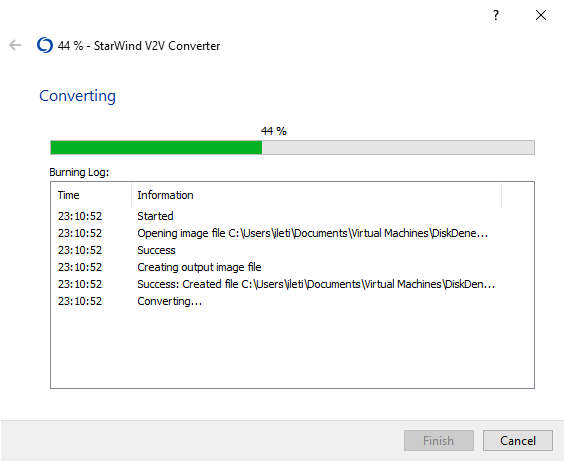 ?
44 % - StarWind V2V Converter
Converting
44 %
Burning Log:
Time Information
23:10:52 Started
23:10:52 Opening image file C:\Users\ileti\Documents\Virtual Machines\DiskDene...
23:10:52 Success
23:10:52 Creating output image file
23:10:52 Success: Created file C:\Users\ileti\Documents\Virtual Machines\DiskDen...
23:10:52 Converting...
Finish Cancel